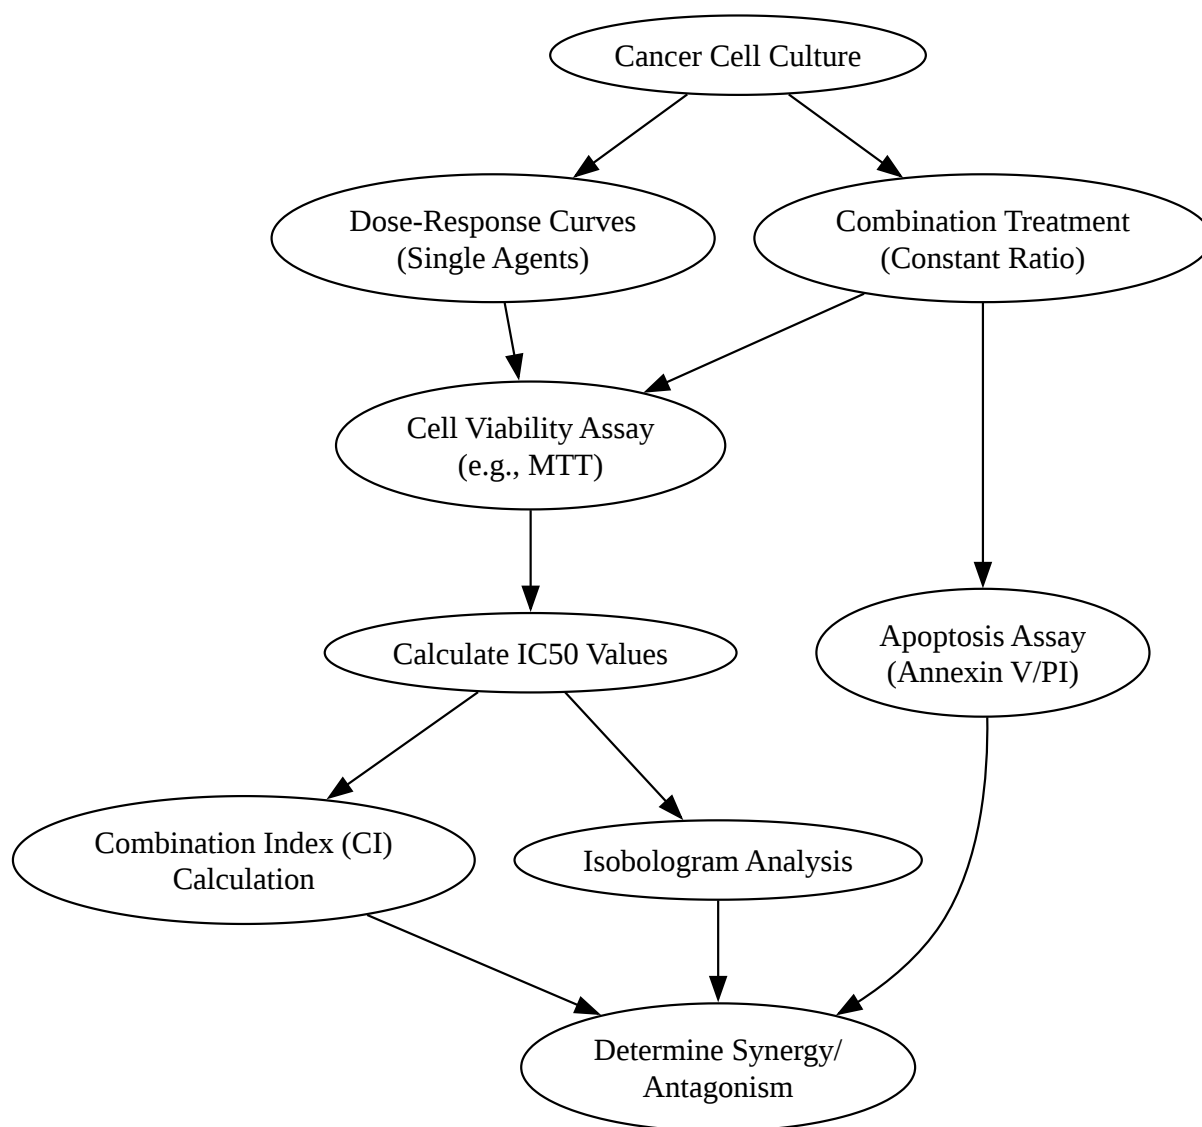 Cancer Cell Culture
Dose-Response Curves
(Single Agents)
Combination Treatment
(Constant Ratio)
Cell Viability Assay
(e.g., MTT)
Calculate IC50 Values
Apoptosis Assay
(Annexin V/PI)
Combination Index (CI)
Calculation
Isobologram Analysis
Determine Synergy/
Antagonism